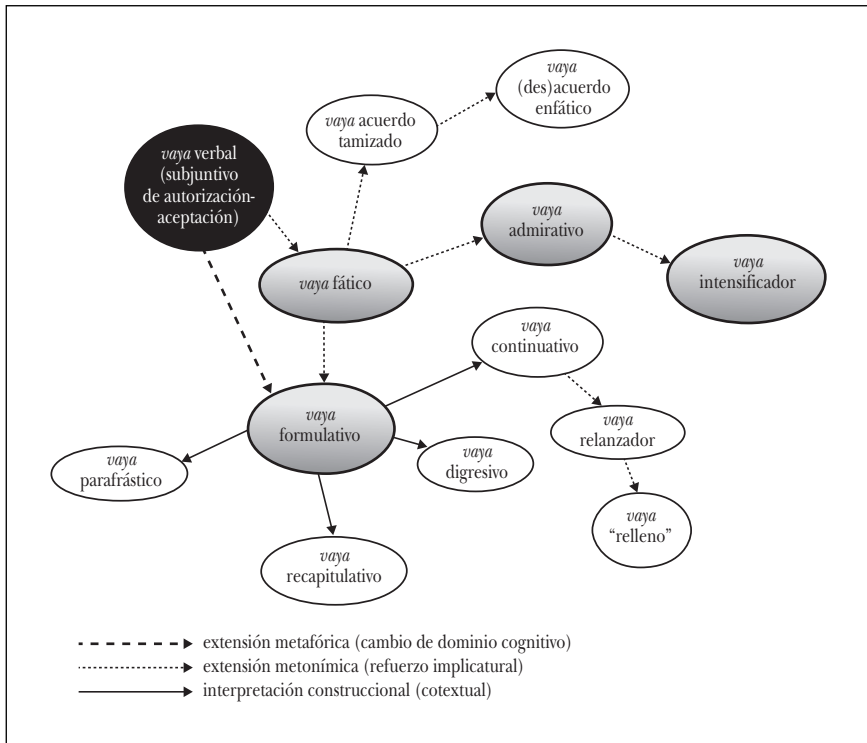 vaya
(des)acuerdo
enfático
vaya acuerdo
tamizado
vaya verbal
(subjuntivo
de autorización-
aceptación)
vaya
admirativo
vaya
intensificador
vaya fático
vaya
continuativo
vaya
formulativo
vaya
relanzador
vaya
parafrástico
vaya
digresivo
vaya
“relleno”
vaya
recapitulativo
extensión metafórica (cambio de dominio cognitivo)
extensión metonímica (refuerzo implicatural)
interpretación construccional (cotextual)